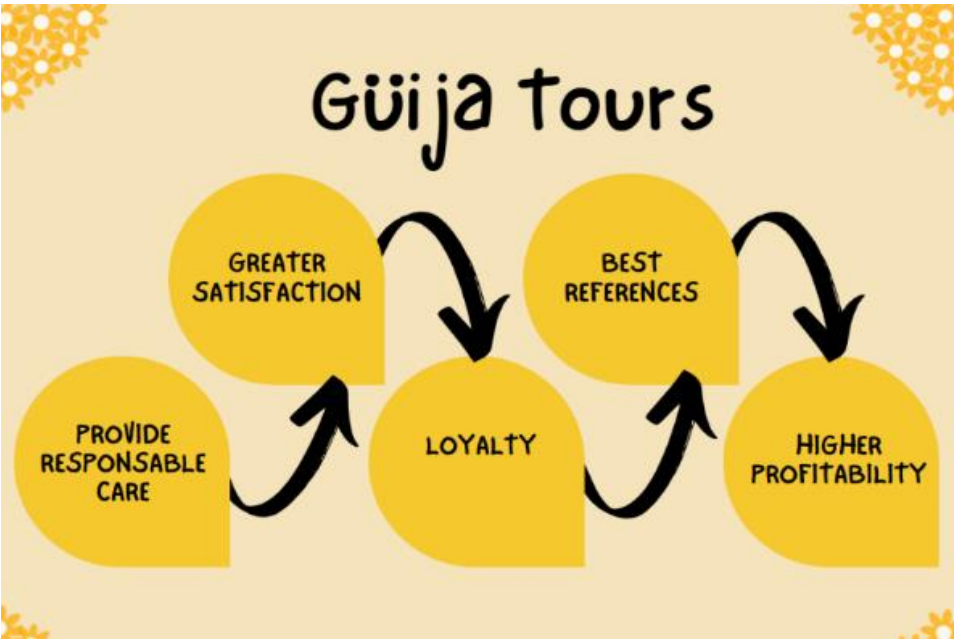 Güija tours
PROVIDE
RESPONSABLE
CARE
GREATER
SATISFACTION
LOYALTY
BEST
REFERENCES
HIGHER
PROFITABILITY